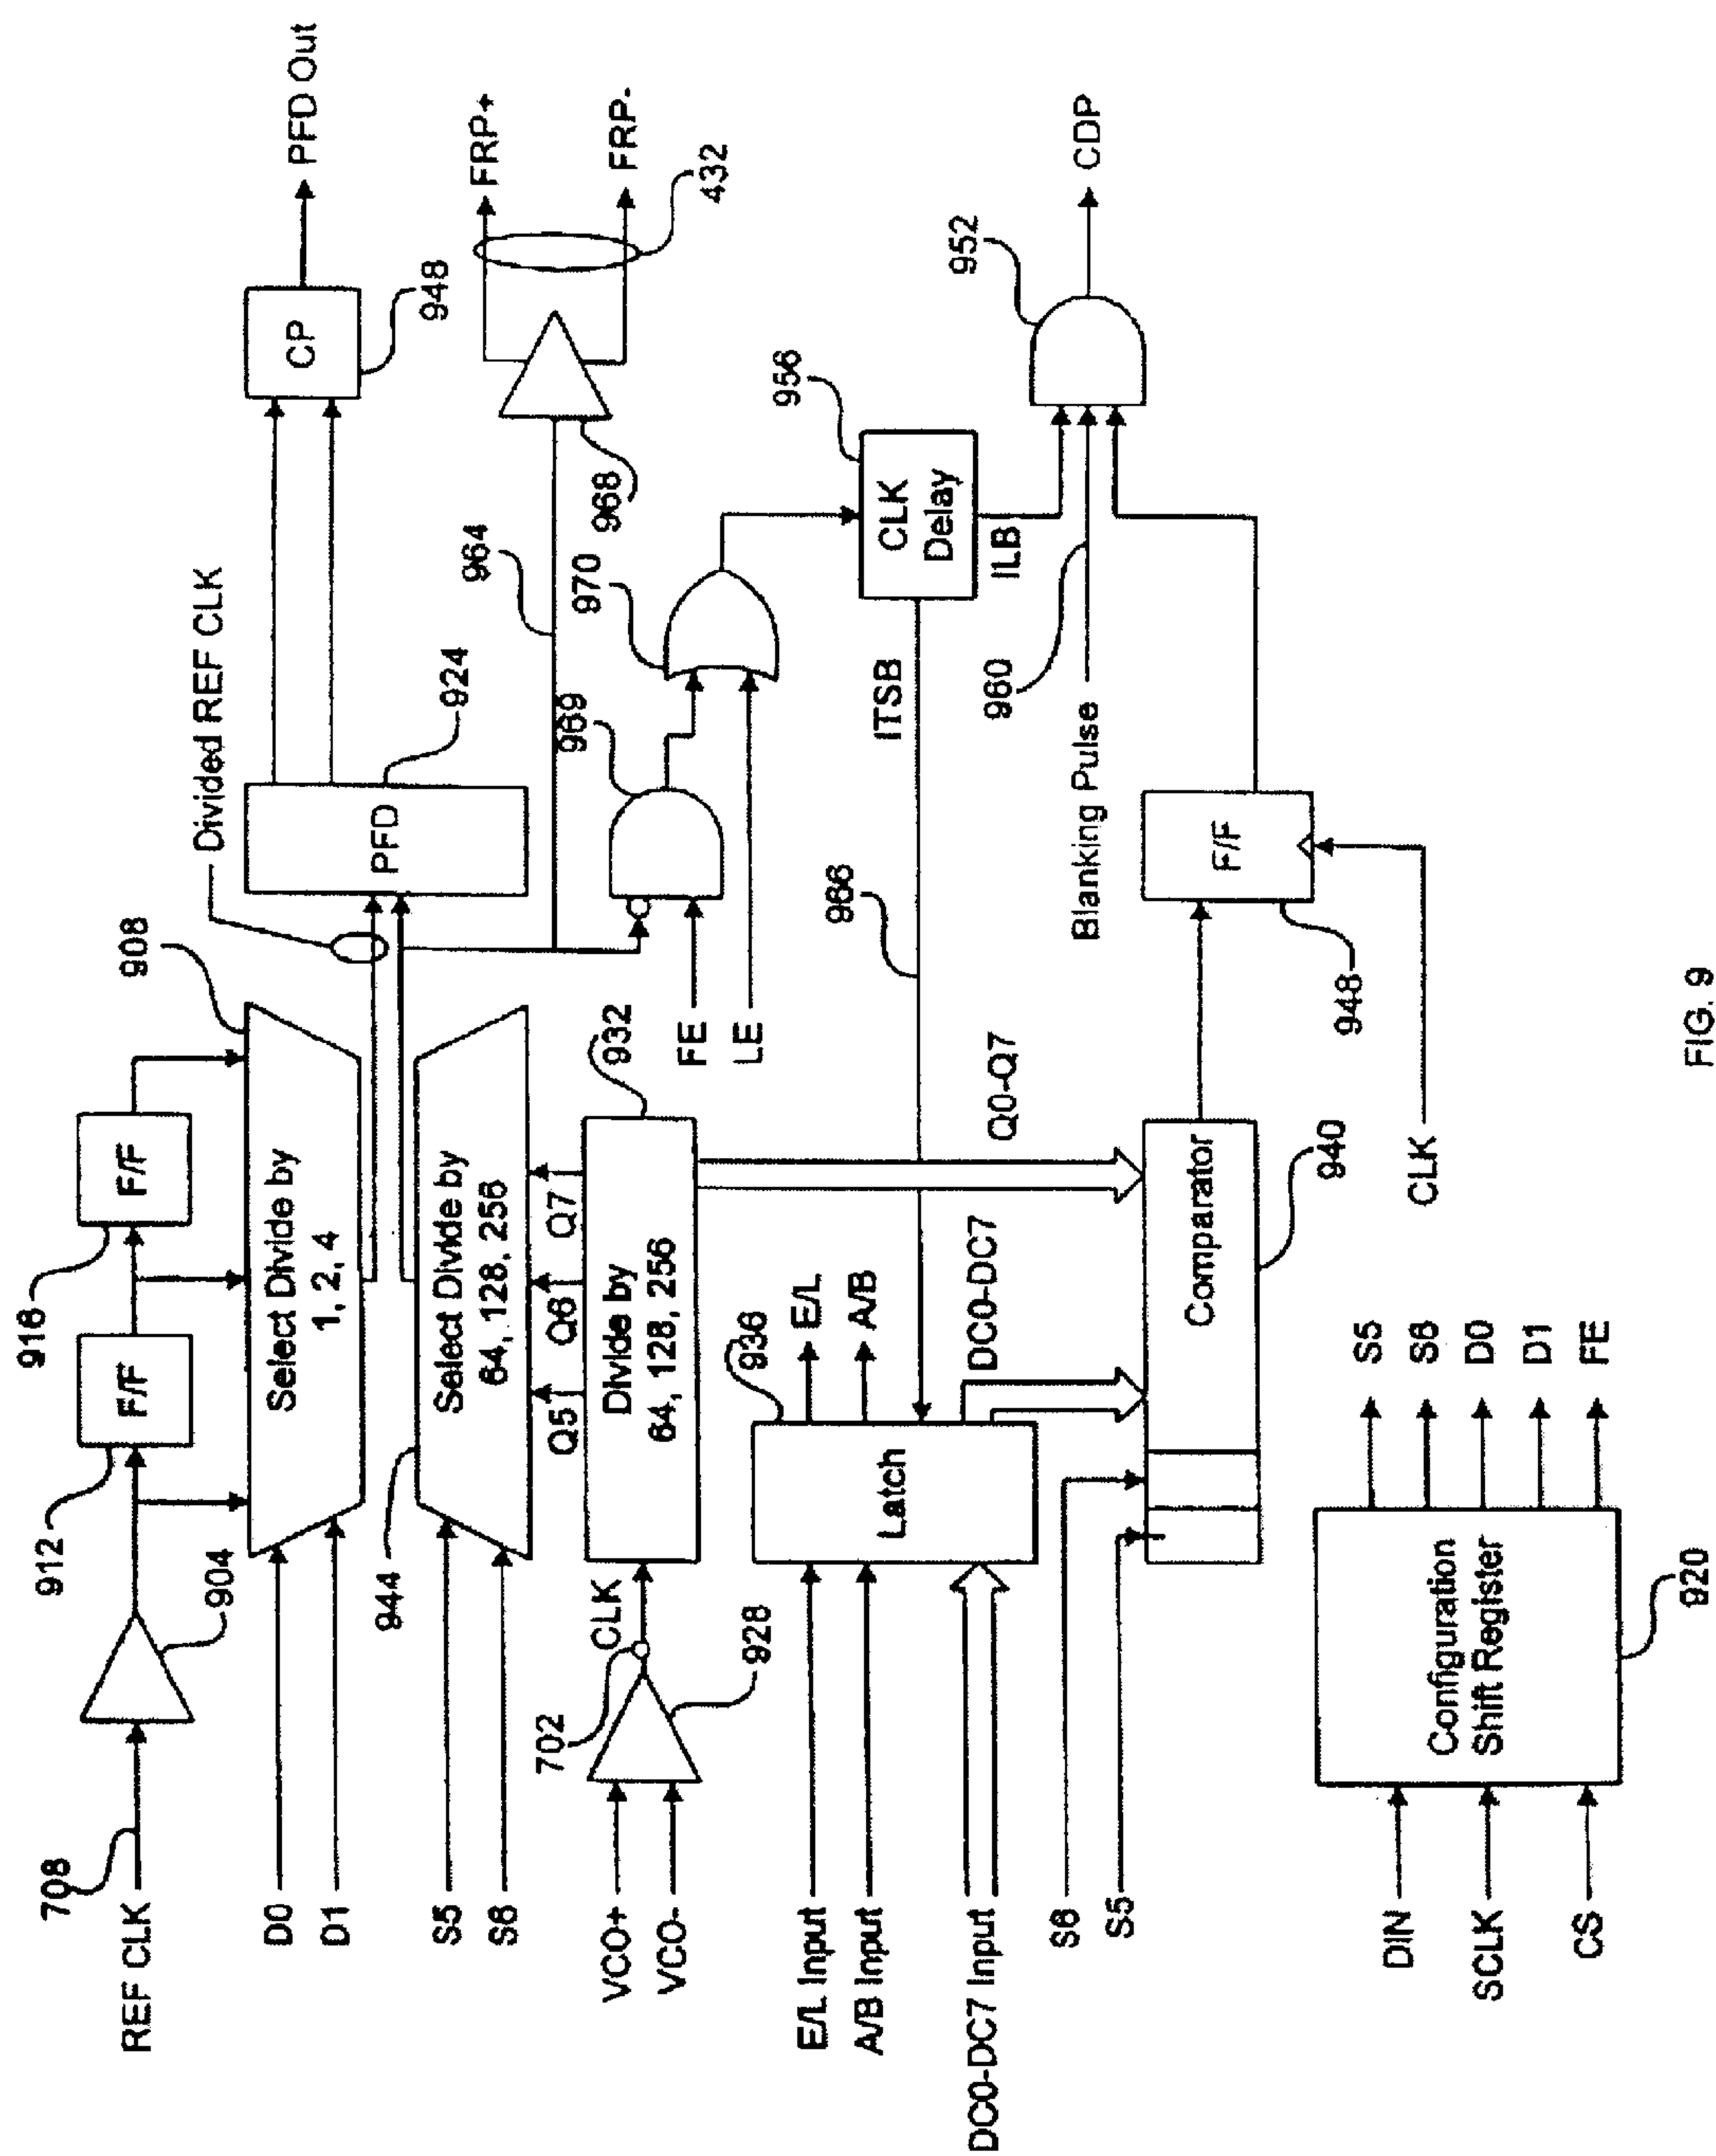 REF CLK
708
904
912
F/F
916
F/F
908
Divided REF CLK
D0
D1
Select Divide by
1, 2, 4
PFD
924
CP
948
PFD Out
S5
S6
944
Select Divide by
64, 128, 256
964
968
FRP+
FRP-
432
Q5
Q6
Q7
VCO+
VCO-
702
CLK
928
Divide by
64, 128, 256
932
FE
LE
969
970
E/L Input
A/B Input
DC0-DC7 Input
Latch
936
E/L
A/B
DC0-DC7
Q0-Q7
966
ITSB
CLK
Delay
956
ILB
Blanking Pulse
960
952
CDP
S6
S5
Comparator
940
F/F
948
CLK
DIN
SCLK
CS
Configuration
Shift Register
920
S5
S6
D0
D1
FE
FIG. 9